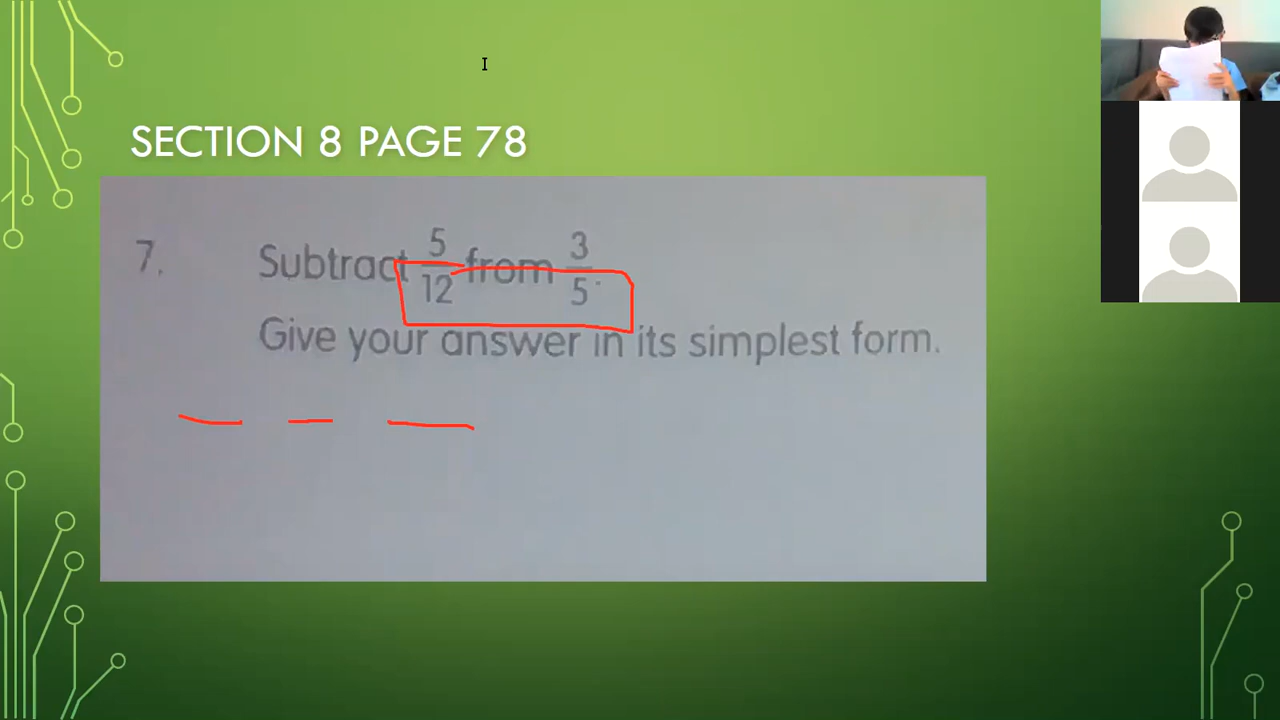 SECTION 8 PAGE 78
7. Subtract 5/12 from 3/5.
Give your answer in its simplest form.